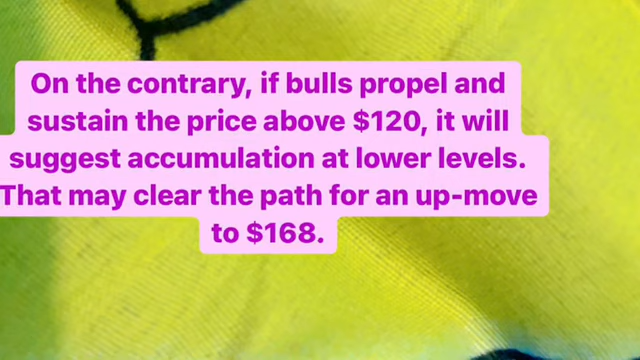 On the contrary, if bulls propel and
sustain the price above $120, it will
suggest accumulation at lower levels.
That may clear the path for an up-move
to $168.